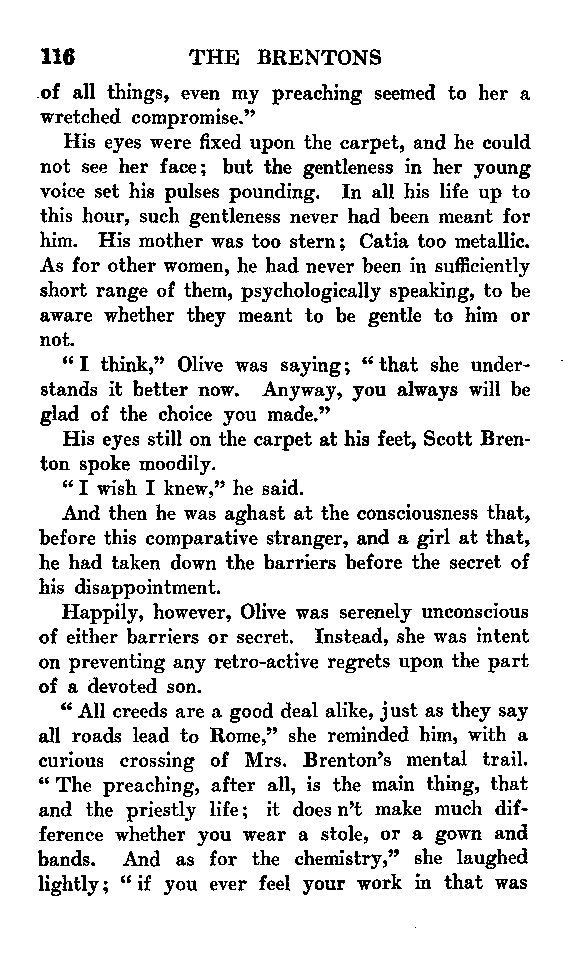 116 THE BRENTONS
of all things, even my preaching seemed to her a
wretched compromise.”
His eyes were fixed upon the carpet, and he could
not see her face; but the gentleness in her young
voice set his pulses pounding. In all his life up to
this hour, such gentleness never had been meant for
him. His mother was too stern; Catia too metallic.
As for other women, he had never been in sufficiently
short range of them, psychologically speaking, to be
aware whether they meant to be gentle to him or
not.
“I think,” Olive was saying; “that she under-
stands it better now. Anyway, you always will be
glad of the choice you made.”
His eyes still on the carpet at his feet, Scott Bren-
ton spoke moodily.
“I wish I knew,” he said.
And then he was aghast at the consciousness that,
before this comparative stranger, and a girl at that,
he had taken down the barriers before the secret of
his disappointment.
Happily, however, Olive was serenely unconscious
of either barriers or secret. Instead, she was intent
on preventing any retro-active regrets upon the part
of a devoted son.
“All creeds are a good deal alike, just as they say
all roads lead to Rome,” she reminded him, with a
curious crossing of Mrs. Brenton’s mental trail.
“The preaching, after all, is the main thing, that
and the priestly life; it does n’t make much dif-
ference whether you wear a stole, or a gown and
bands. And as for the chemistry,” she laughed
lightly; “if you ever feel your work in that was